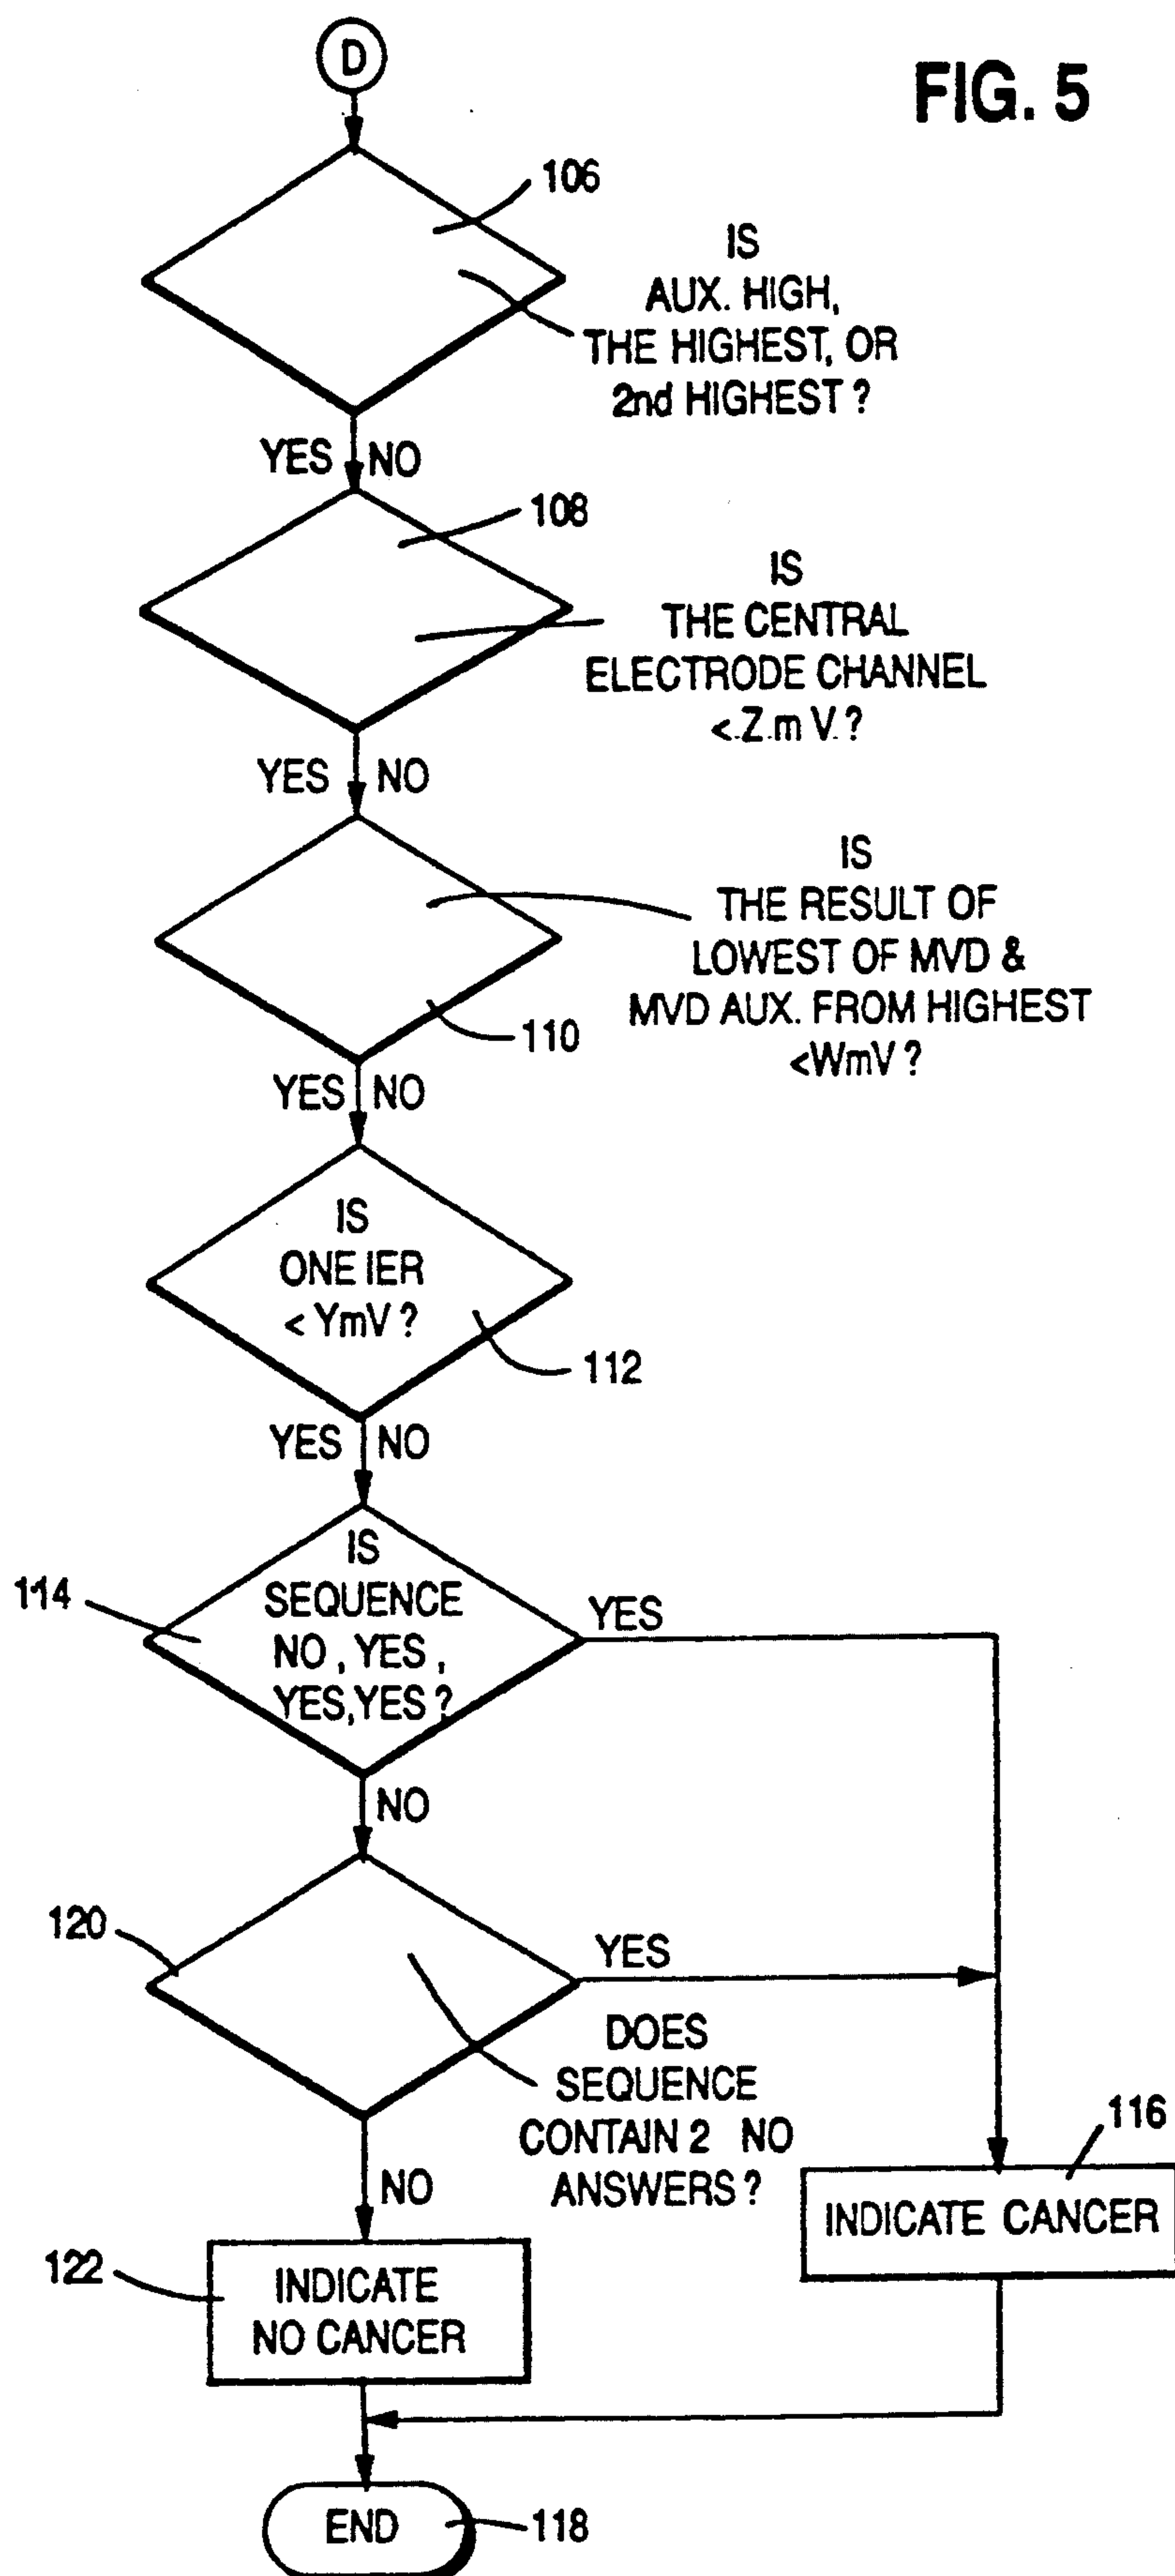 D
FIG. 5
106
IS
AUX. HIGH,
THE HIGHEST, OR
2nd HIGHEST ?
YES NO
108
IS
THE CENTRAL
ELECTRODE CHANNEL
< Z m V ?
YES NO
IS
THE RESULT OF
LOWEST OF MVD &
MVD AUX. FROM HIGHEST
<WmV ?
110
YES NO
IS
ONE IER
< YmV ?
112
YES NO
114
IS
SEQUENCE
NO , YES ,
YES,YES ?
YES
NO
120
YES
DOES
SEQUENCE
CONTAIN 2 NO
ANSWERS ?
NO
116
INDICATE CANCER
122
INDICATE
NO CANCER
END
118